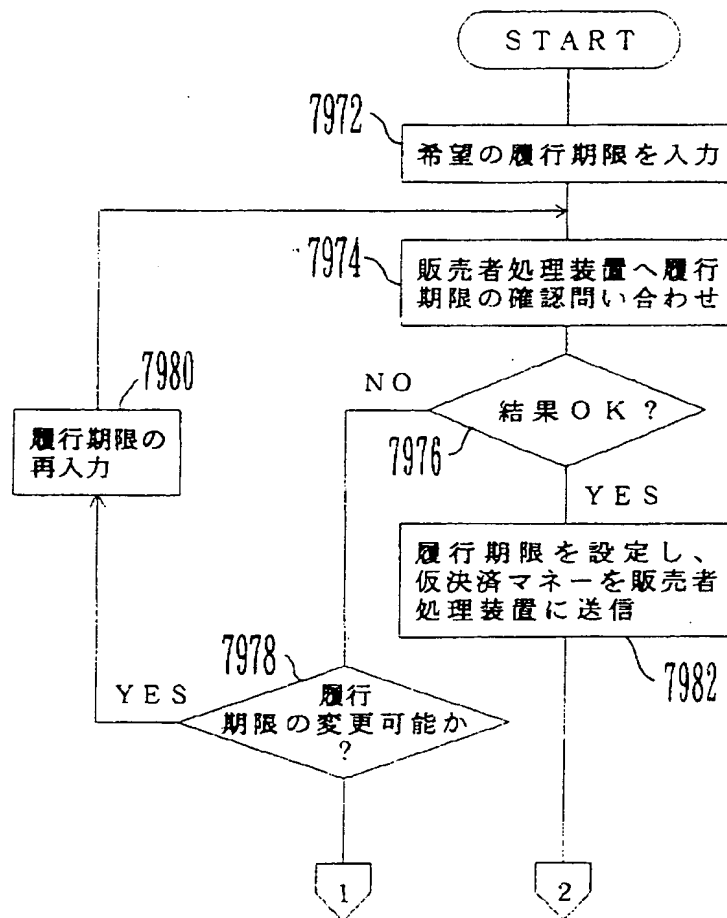 START
7972
希望の履行期限を入力
7974
販売者処理装置へ履行
期限の確認問い合わせ
7980
履行期限の
再入力
NO
結果OK?
7976
YES
履行期限を設定し、
仮決済マネーを販売者
処理装置に送信
7982
7978
YES
履行
期限の変更可能か
?
1
2